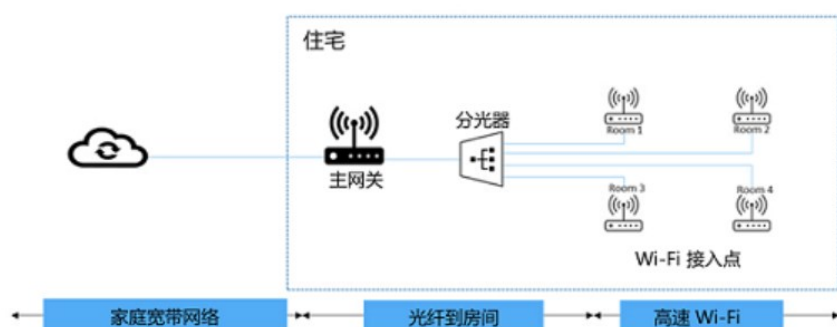 住宅
分光器
主网关
Room 1
Room 2
Room 3
Room 4
Wi-Fi 接入点
家庭宽带网络
光纤到房间
高速 Wi-Fi